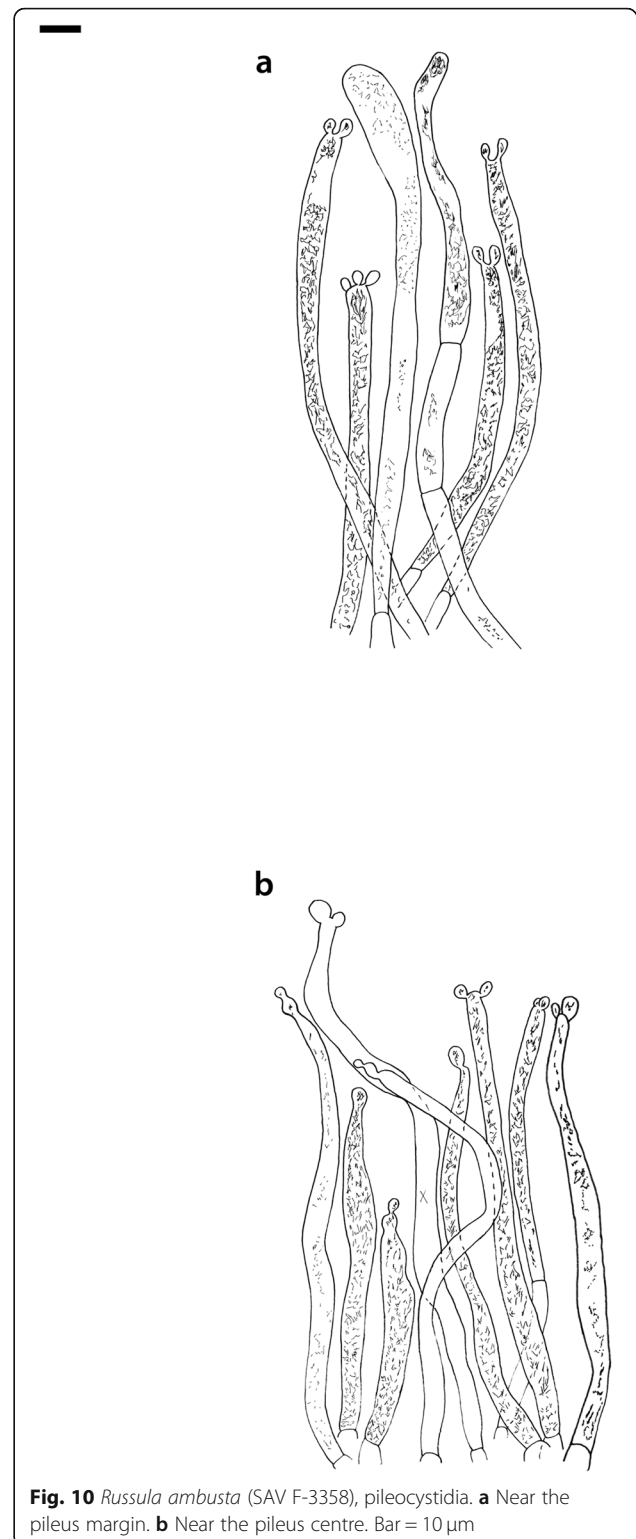 a
b
Fig. 10 Russula ambusta (SAV F-3358), pileocystidia. a Near the
pileus margin. b Near the pileus centre. Bar = 10 μm